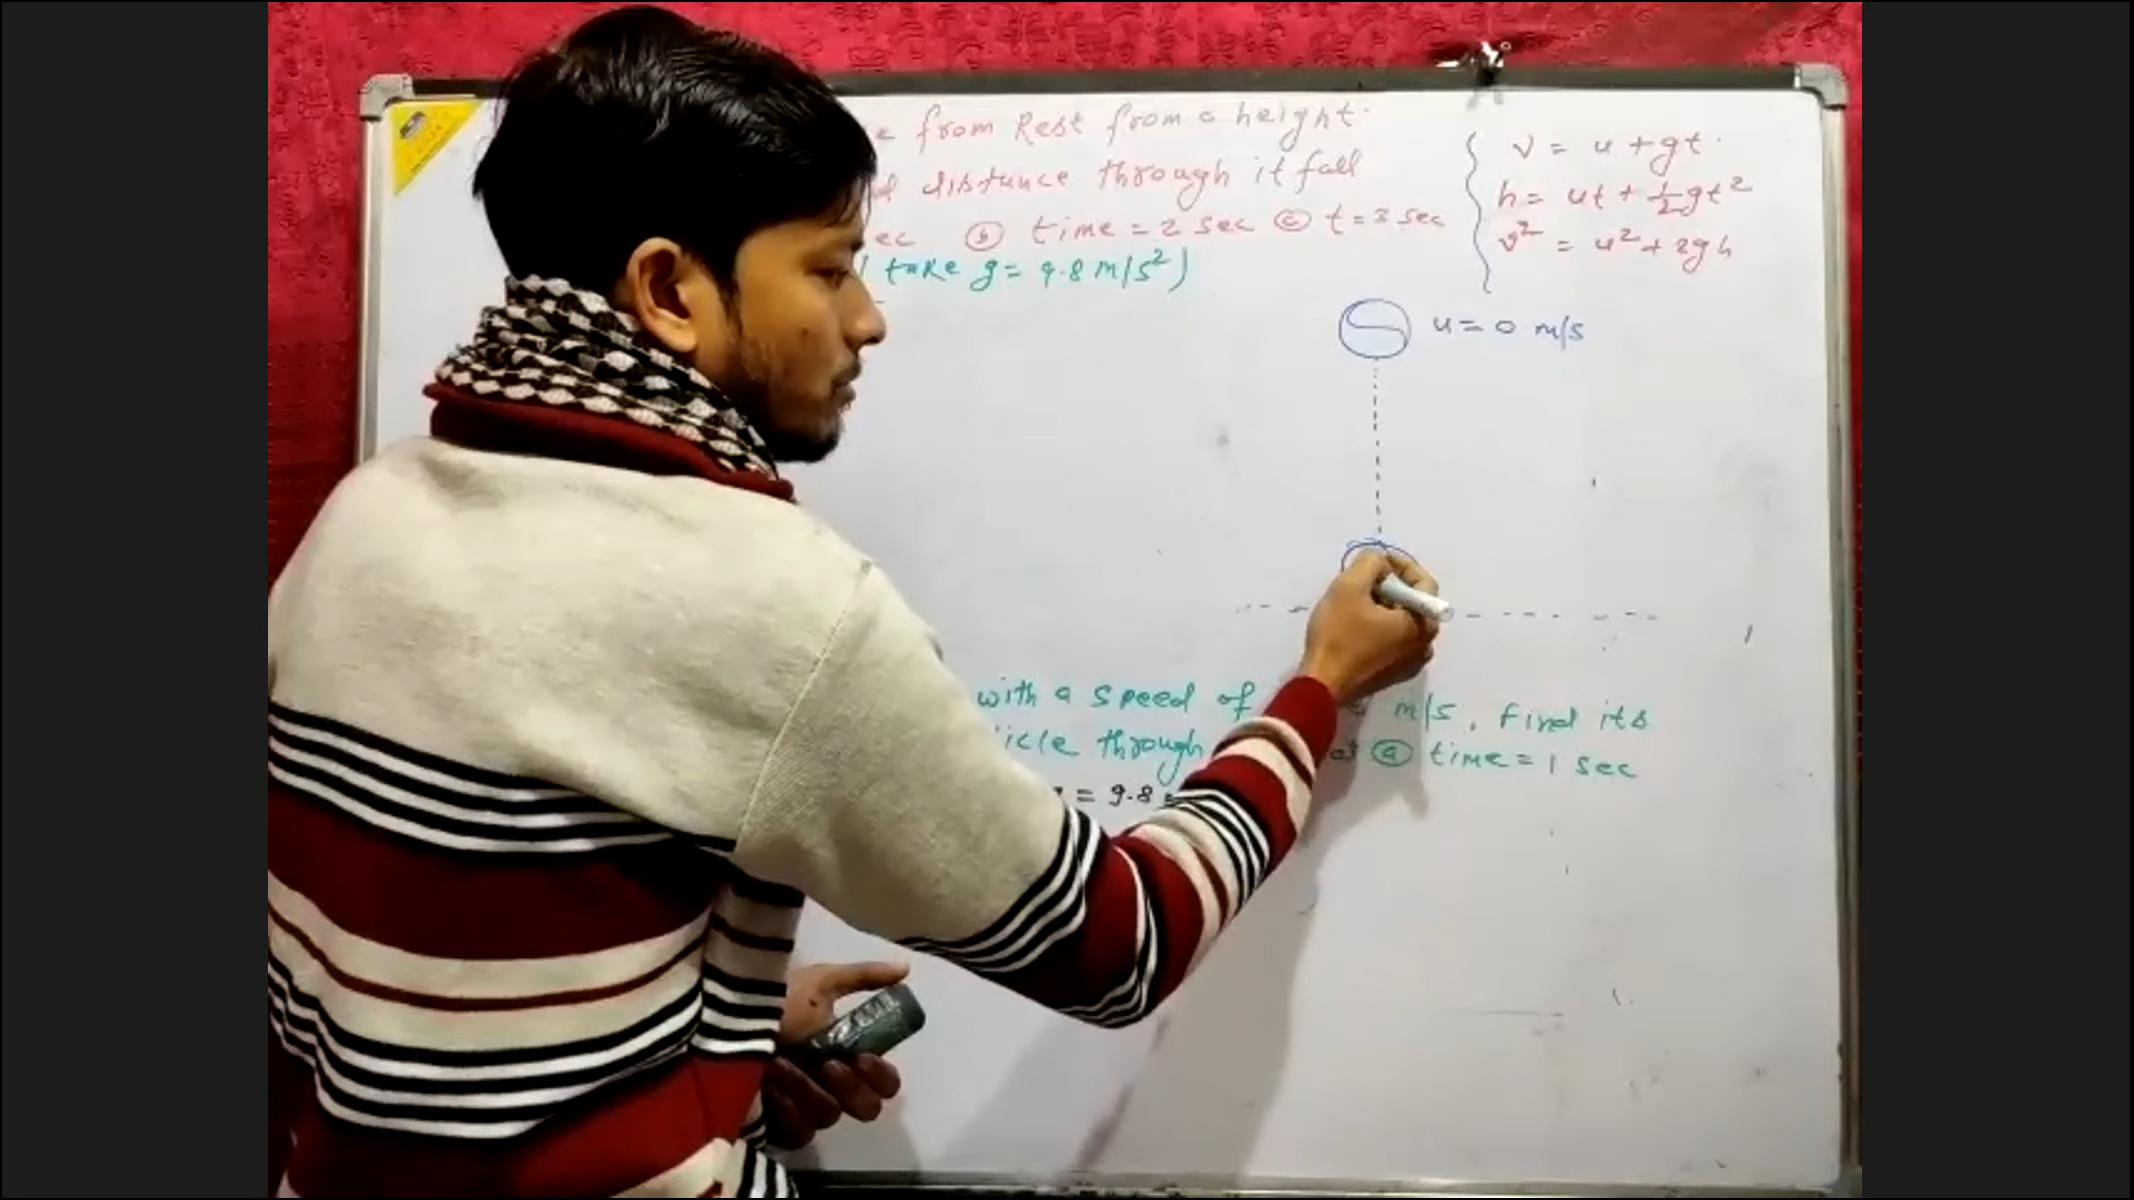 e from Rest from a height.
distance through it fall
ec ⓑ time = 2 sec ⓒ t = 3 sec
( take g = 9.8 m/s²)
v = u + gt.
h = ut + ½gt²
v² = u² + 2gh
u = 0 m/s
with a speed of m/s, Find its
icle through at ⓐ time = 1 sec
= 9.8